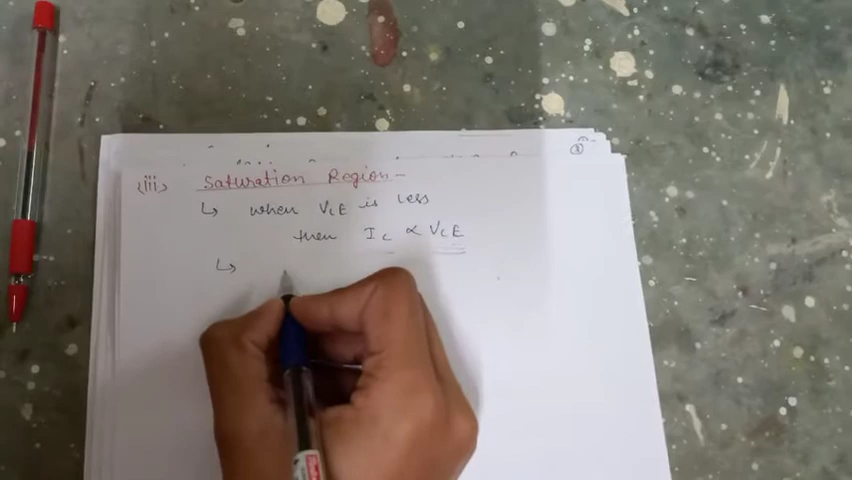 (iii) Saturation Region-
↳ when VCE is less
then IC ∝ VCE
↳